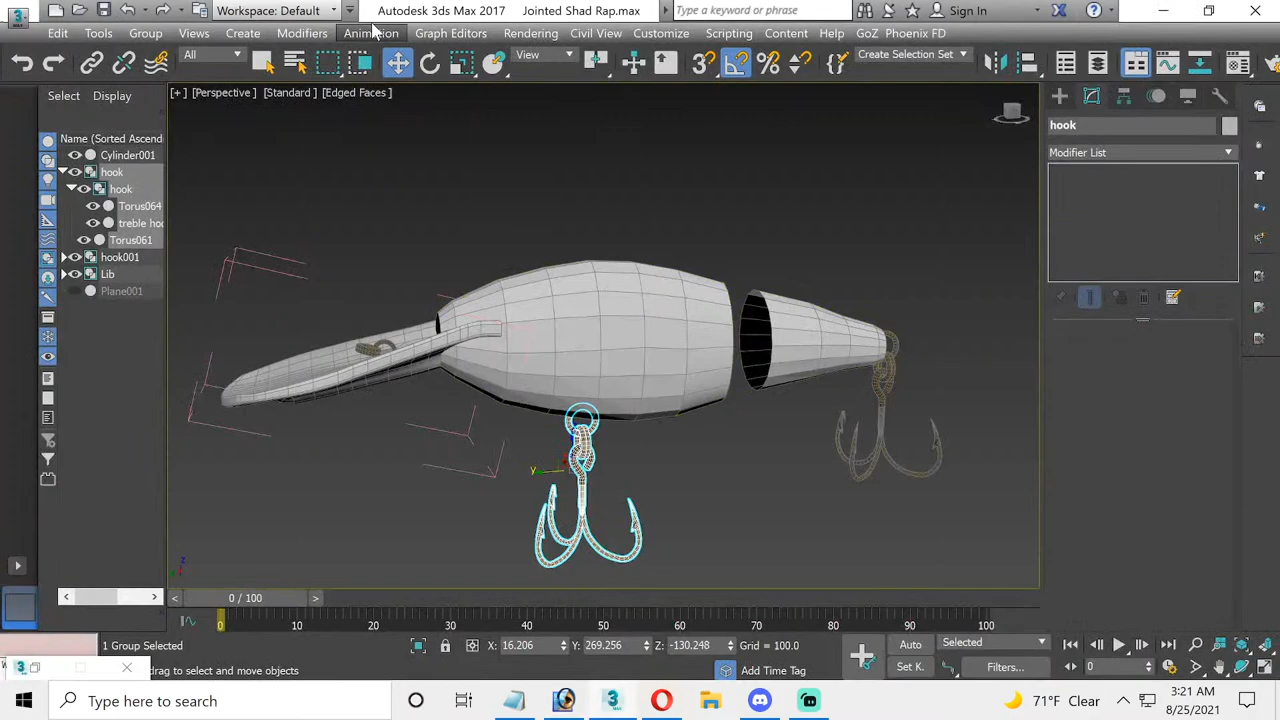 Workspace: Default
Autodesk 3ds Max 2017 Jointed Shad Rap.max
Type a keyword or phrase
Sign In
Edit Tools Group Views Create Modifiers Animation Graph Editors Rendering Civil View Customize Scripting Content Help GoZ Phoenix FD
All
View
Create Selection Set
Select Display
[+] [Perspective] [Standard] [Edged Faces]
Name (Sorted Ascend
Cylinder001
hook
hook
Torus064
treble hoo
Torus061
hook001
Lib
Plane001
hook
Modifier List
y
z
0 / 100
0 10 20 30 40 50 60 70 80 90 100
1 Group Selected
X: 16.206 Y: 269.256 Z: -130.248 Grid = 100.0
Auto Selected
drag to select and move objects
Add Time Tag
Set K. Filters...
0
Type here to search
71°F Clear
3:21 AM
8/25/2021